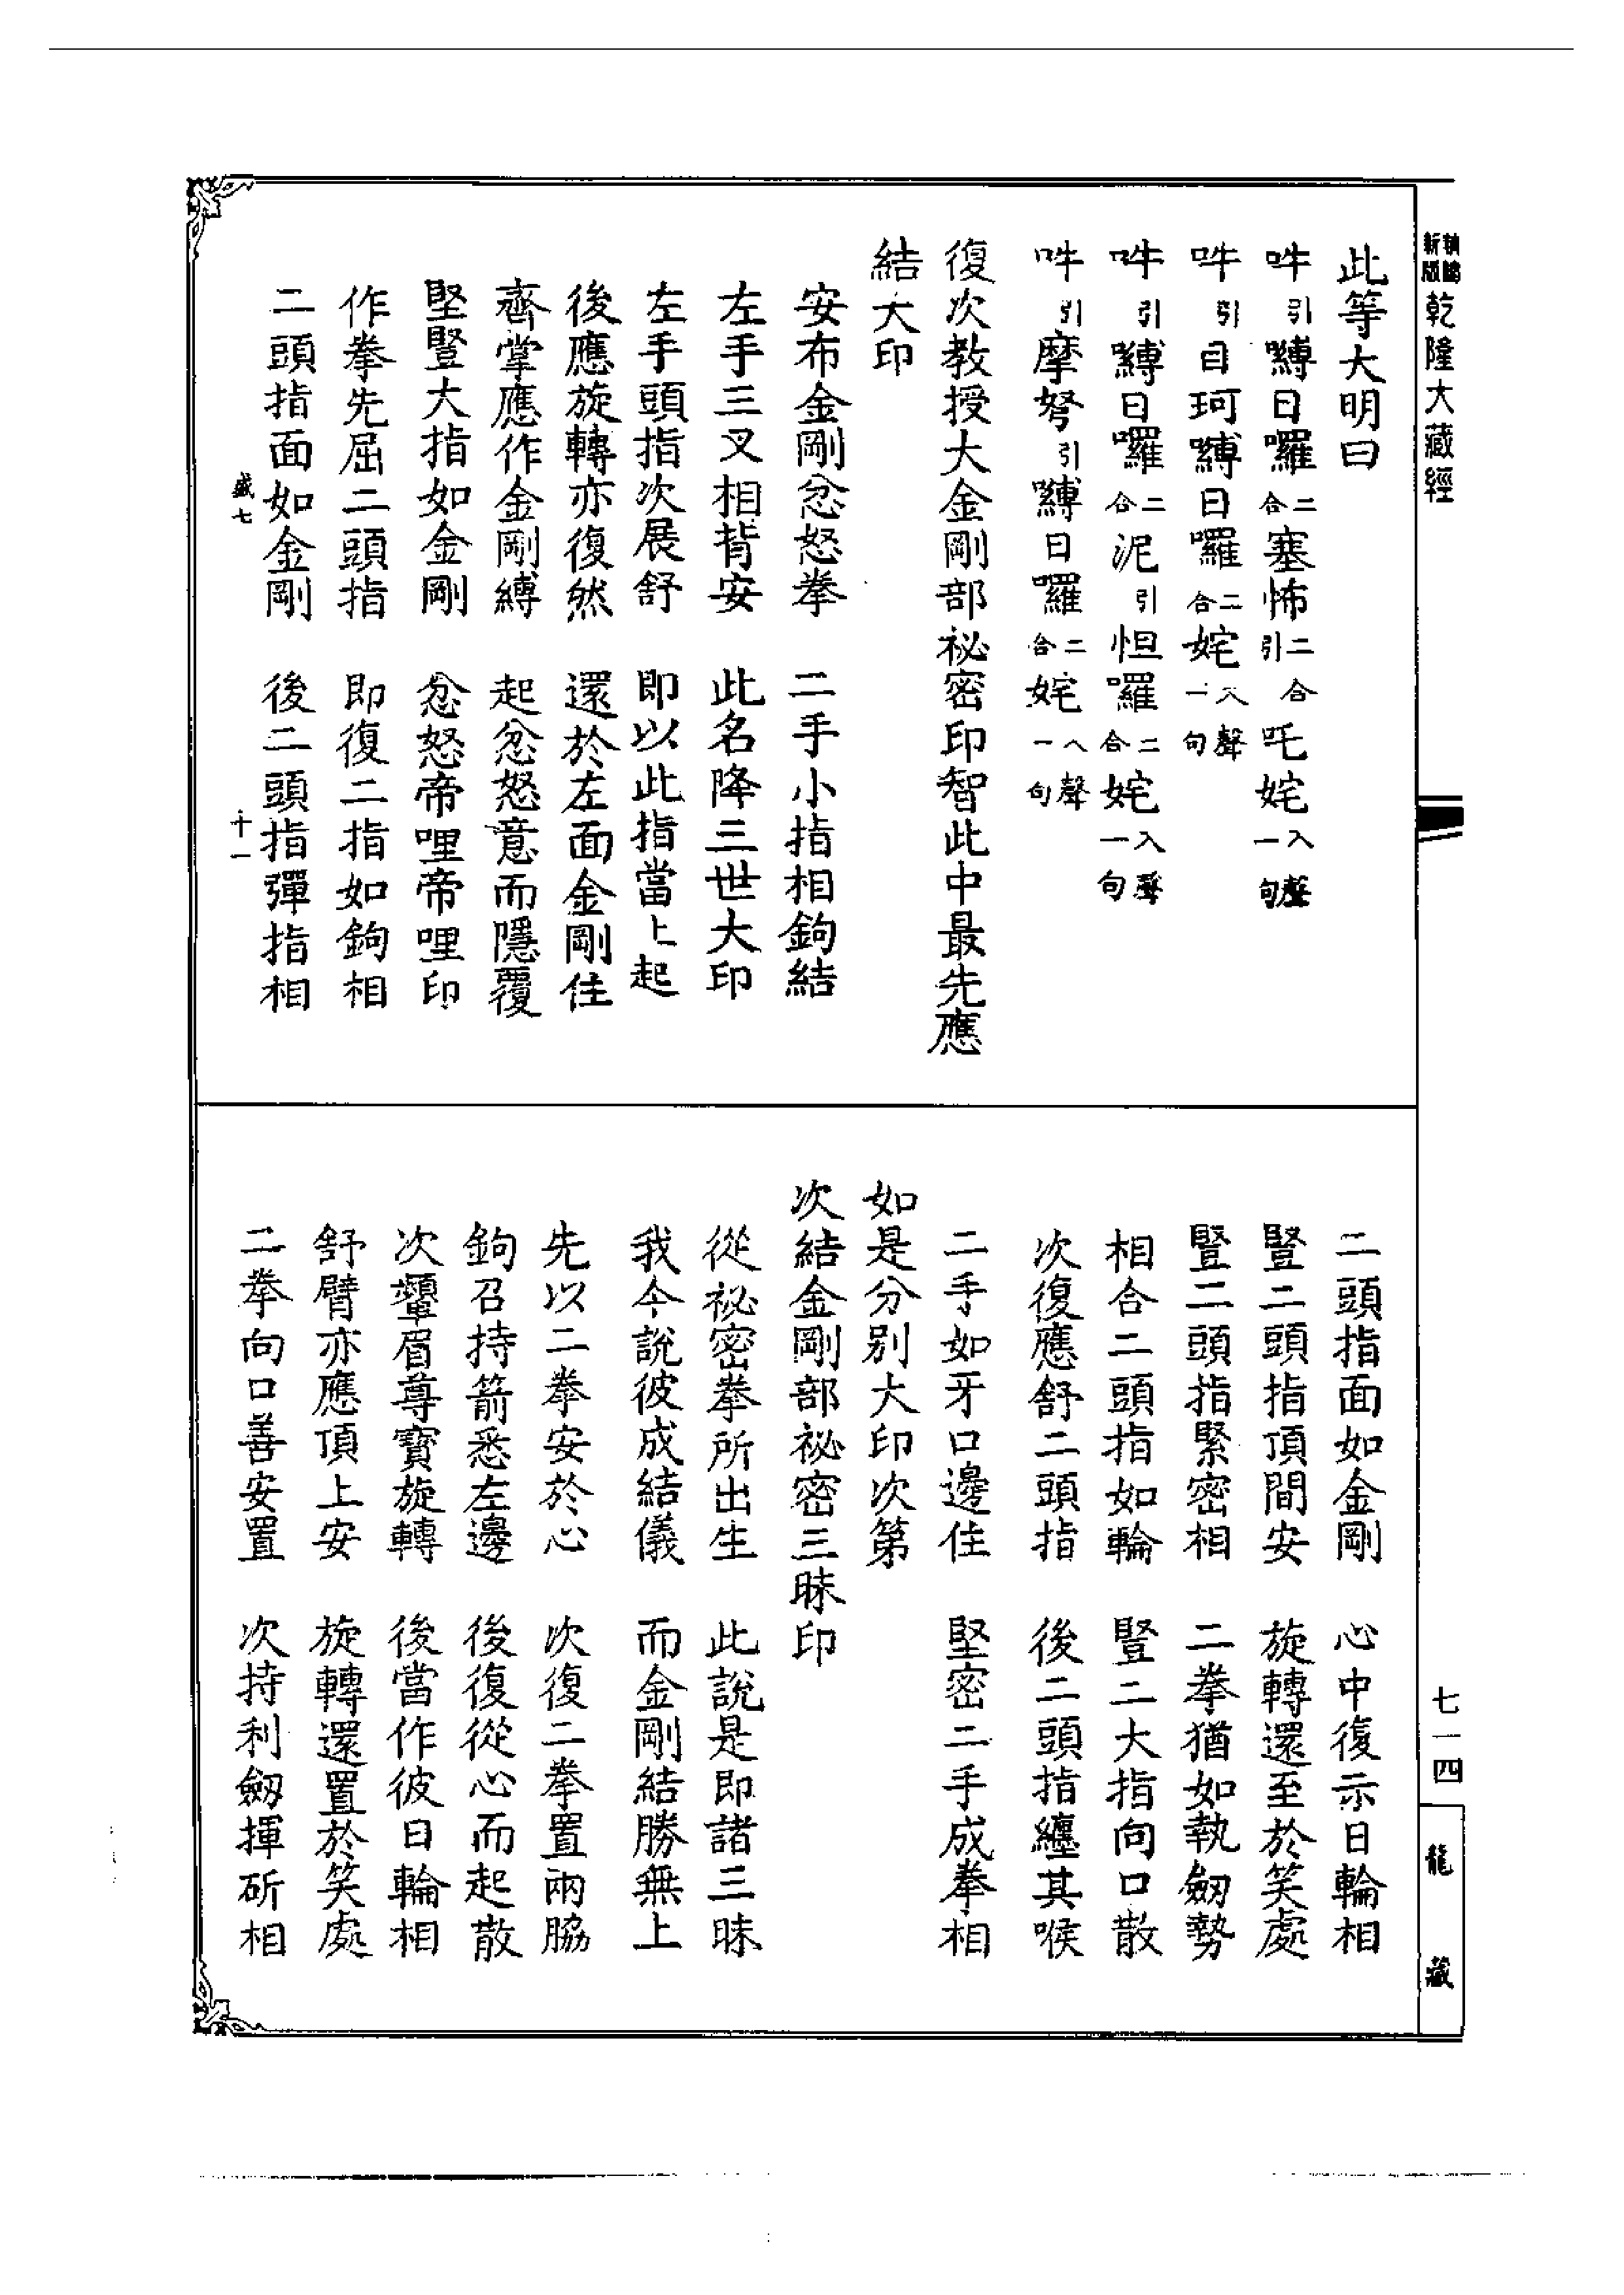 新版
乾隆大藏經
此等大明曰
吽引嚩日囉二合塞怖二合引吒姹入聲一句
吽引目珂嚩日囉二合姹入聲一句
吽引嚩日囉二合泥引怛囉二合姹入聲一句
吽引摩弩引嚩日囉二合姹入聲一句
復次教授大金剛部祕密印智此中最先應
結大印
安布金剛忿怒拳　二手小指相鉤結
左手三叉相背安　此名降三世大印
左手頭指次展舒　即以此指當上起
後應旋轉亦復然　還於左面金剛住
齊掌應作金剛縛　起忿怒意而隱覆
堅豎大指如金剛　忿怒帝哩帝哩印
作拳先屈二頭指　即復二指如鉤相
二頭指面如金剛　後二頭指彈指相
盛七　十一
二頭指面如金剛　心中復示日輪相
豎二頭指頂間安　旋轉還至於笑處
豎二頭指緊密相　二拳猶如執劒勢
相合二頭指如輪　豎二大指向口散
次復應舒二頭指　後二頭指纏其喉
二手如牙口邊住　堅密二手成拳相
如是分別大印次第
次結金剛部祕密三昧印
從祕密拳所出生　此說是即諸三昧
我今說彼成結儀　而金剛結勝無上
先以二拳安於心　次復二拳置兩脇
鉤召持箭悉左邊　後復從心而起散
次顰眉尊寶旋轉　後當作彼日輪相
舒臂亦應頂上安　旋轉還置於笑處
二拳向口善安置　次持利劒揮斫相
七一四
龍藏